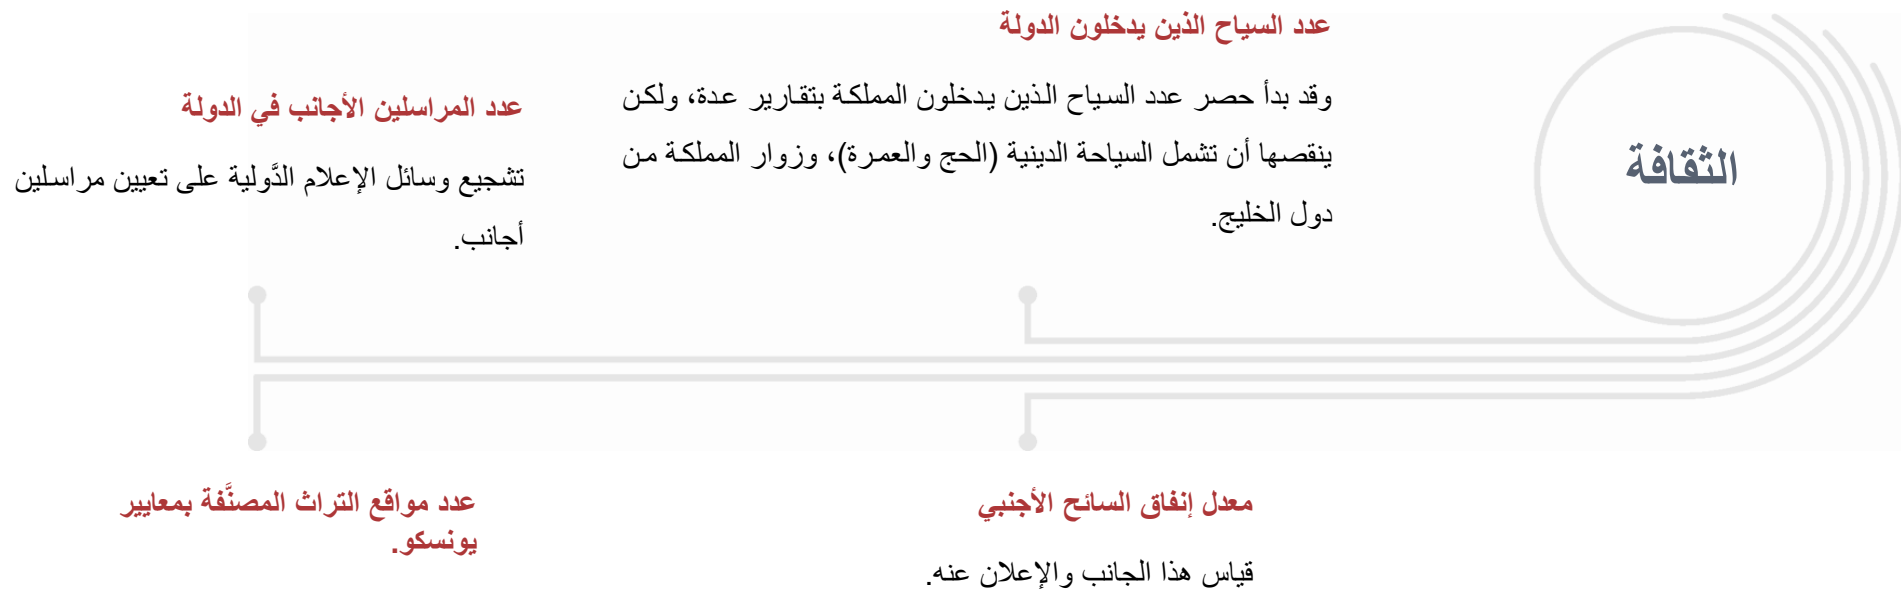 الثقافة
عدد السياح الذين يدخلون الدولة
وقد بدأ حصر عدد السياح الذين يدخلون المملكة بتقارير عدة، ولكن
ينقصها أن تشمل السياحة الدينية (الحج والعمرة)، وزوار المملكة من
دول الخليج.
عدد المراسلين الأجانب في الدولة
تشجيع وسائل الإعلام الدَّولية على تعيين مراسلين
أجانب.
معدل إنفاق السائح الأجنبي
قياس هذا الجانب والإعلان عنه.
عدد مواقع التراث المصنَّفة بمعايير
يونسكو.